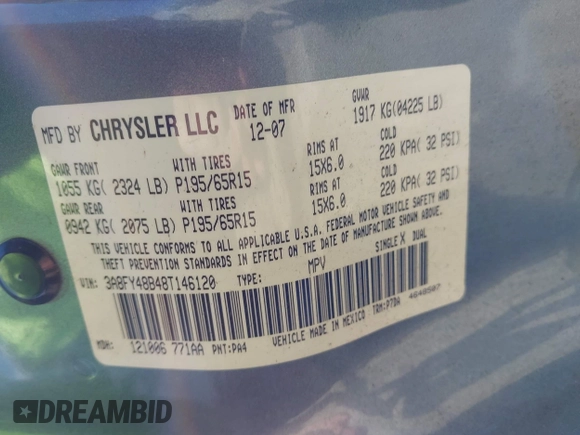 MFD BY CHRYSLER LLC DATE OF MFR 12-07 GVWR 1917 KG(04225 LB)
GAWR FRONT WITH TIRES RIMS AT COLD
1055 KG( 2324 LB) P195/65R15 15X6.0 220 KPA( 32 PSI)
GAWR REAR WITH TIRES RIMS AT COLD
0942 KG( 2075 LB) P195/65R15 15X6.0 220 KPA( 32 PSI)
THIS VEHICLE CONFORMS TO ALL APPLICABLE U.S.A. FEDERAL MOTOR VEHICLE SAFETY AND
THEFT PREVENTION STANDARDS IN EFFECT ON THE DATE OF MANUFACTURE SHOWN ABOVE.
VIN: 3A8FY48B48T146120 TYPE: MPV SINGLE X DUAL
MDH: 121006 771AA PNT:PA4 VEHICLE MADE IN MEXICO TRM:P7DA 4648507
DREAMBID